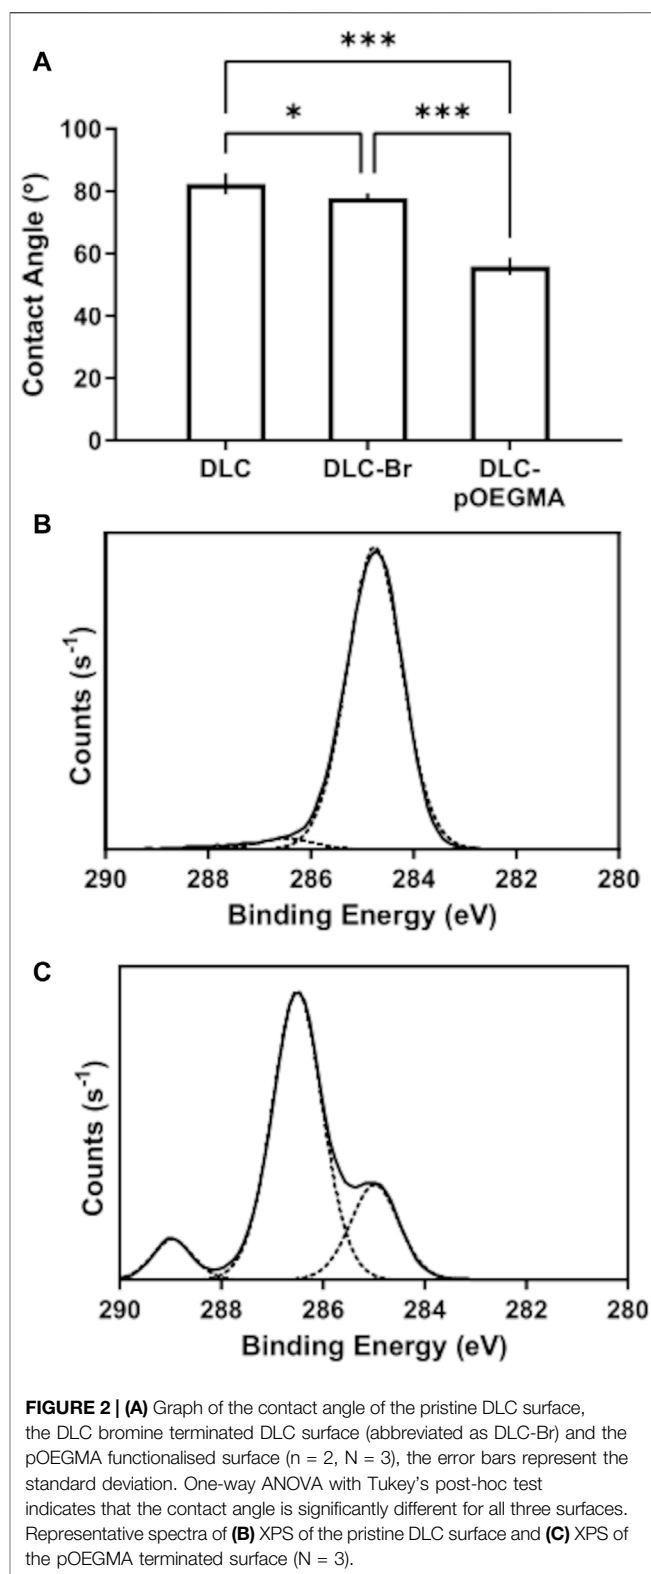 A
***
* ***
100
80
60
40
20
0
Contact Angle (°)
DLC DLC-Br DLC-
pOEGMA
B
Counts (s-1)
290 288 286 284 282 280
Binding Energy (eV)
C
Counts (s-1)
290 288 286 284 282 280
Binding Energy (eV)
FIGURE 2 | (A) Graph of the contact angle of the pristine DLC surface,
the DLC bromine terminated DLC surface (abbreviated as DLC-Br) and the
pOEGMA functionalised surface (n = 2, N = 3), the error bars represent the
standard deviation. One-way ANOVA with Tukey's post-hoc test
indicates that the contact angle is significantly different for all three surfaces.
Representative spectra of (B) XPS of the pristine DLC surface and (C) XPS of
the pOEGMA terminated surface (N = 3).